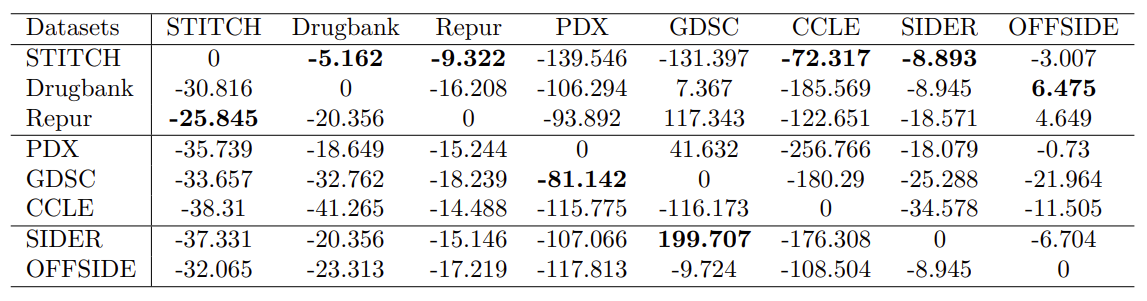 Datasets STITCH Drugbank Repur PDX GDSC CCLE SIDER OFFSIDE
STITCH 0 -5.162 -9.322 -139.546 -131.397 -72.317 -8.893 -3.007
Drugbank -30.816 0 -16.208 -106.294 7.367 -185.569 -8.945 6.475
Repur -25.845 -20.356 0 -93.892 117.343 -122.651 -18.571 4.649
PDX -35.739 -18.649 -15.244 0 41.632 -256.766 -18.079 -0.73
GDSC -33.657 -32.762 -18.239 -81.142 0 -180.29 -25.288 -21.964
CCLE -38.31 -41.265 -14.488 -115.775 -116.173 0 -34.578 -11.505
SIDER -37.331 -20.356 -15.146 -107.066 199.707 -176.308 0 -6.704
OFFSIDE -32.065 -23.313 -17.219 -117.813 -9.724 -108.504 -8.945 0